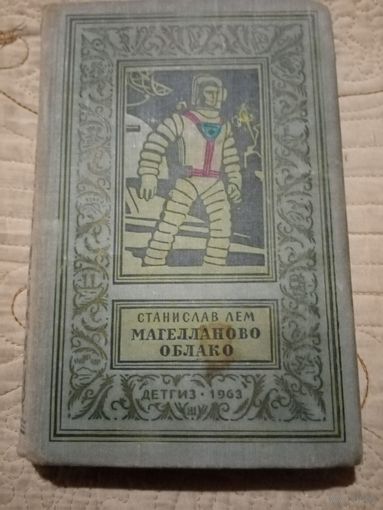 СТАНИСЛАВ ЛЕМ
МАГЕЛЛАНОВО
ОБЛАКО
ДЕТГИЗ · 1963